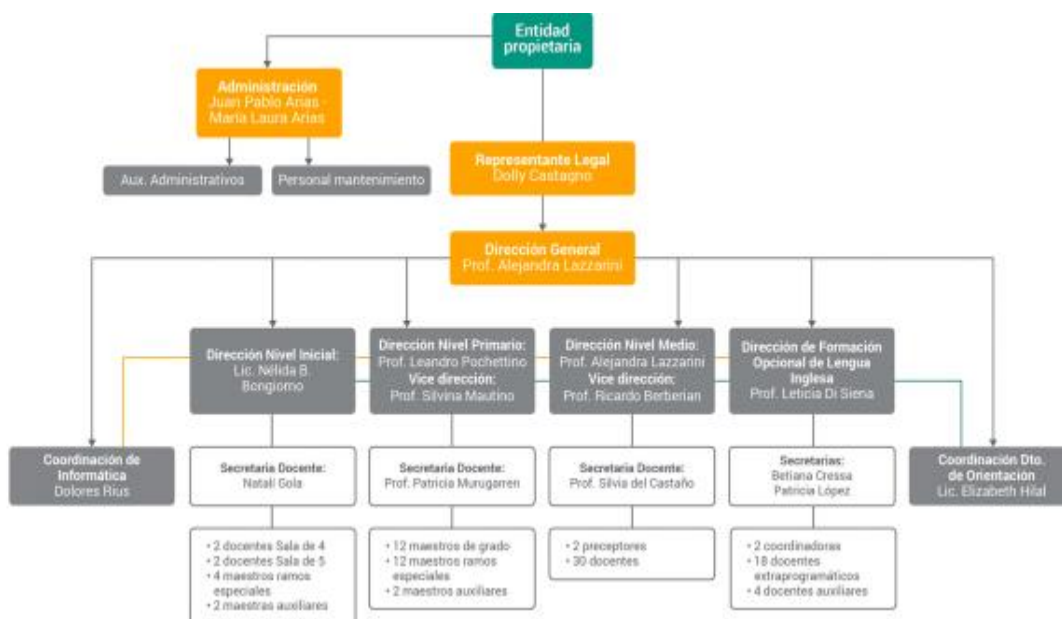 Entidad
propietaria
Administración
Juan Pablo Arias
María Laura Arias
Aux. Administrativos
Personal mantenimiento
Representante Legal
Dolly Castagno
Dirección General
Prof. Alejandra Lazzarini
Dirección Nivel Inicial:
Lic. Nélida B.
Bongiorno
Dirección Nivel Primario:
Prof. Leandro Pochettino
Vice dirección:
Prof. Silvina Mautino
Dirección Nivel Medio:
Prof. Alejandra Lazzarini
Vice dirección:
Prof. Ricardo Berberian
Dirección de Formación
Opcional de Lengua
Inglesa
Prof. Leticia Di Siena
Coordinación de
Informática
Dolores Rius
Secretaria Docente:
Natalí Gola
Secretaria Docente:
Prof. Patricia Murugarren
Secretaria Docente:
Prof. Silvia del Castaño
Secretarias:
Betiana Cressa
Patricia López
Coordinación Dto.
de Orientación
Lic. Elizabeth Hilal
• 2 docentes Sala de 4
• 2 docentes Sala de 5
• 4 maestros ramos
especiales
• 2 maestras auxiliares
• 12 maestros de grado
• 12 maestros ramos
especiales
• 2 maestros auxiliares
• 2 preceptores
• 30 docentes
• 2 coordinadoras
• 18 docentes
extraprogramáticos
• 4 docentes auxiliares